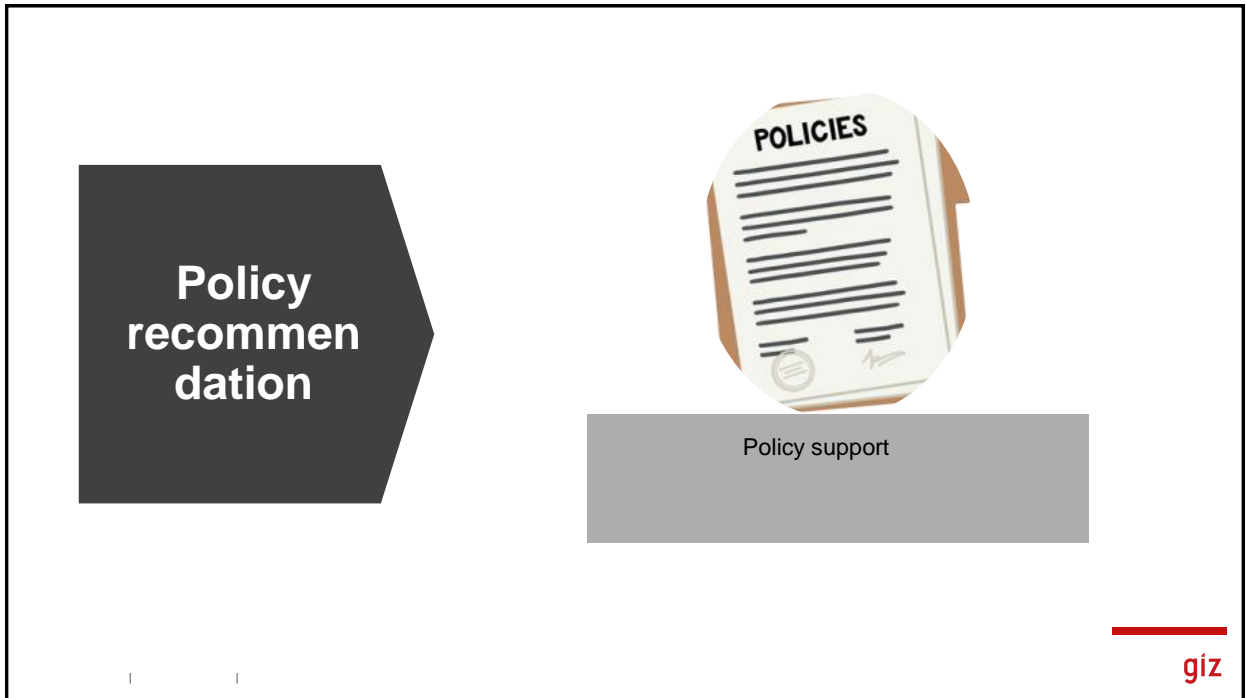 Policy
recommen
dation
POLICIES
Policy support
giz